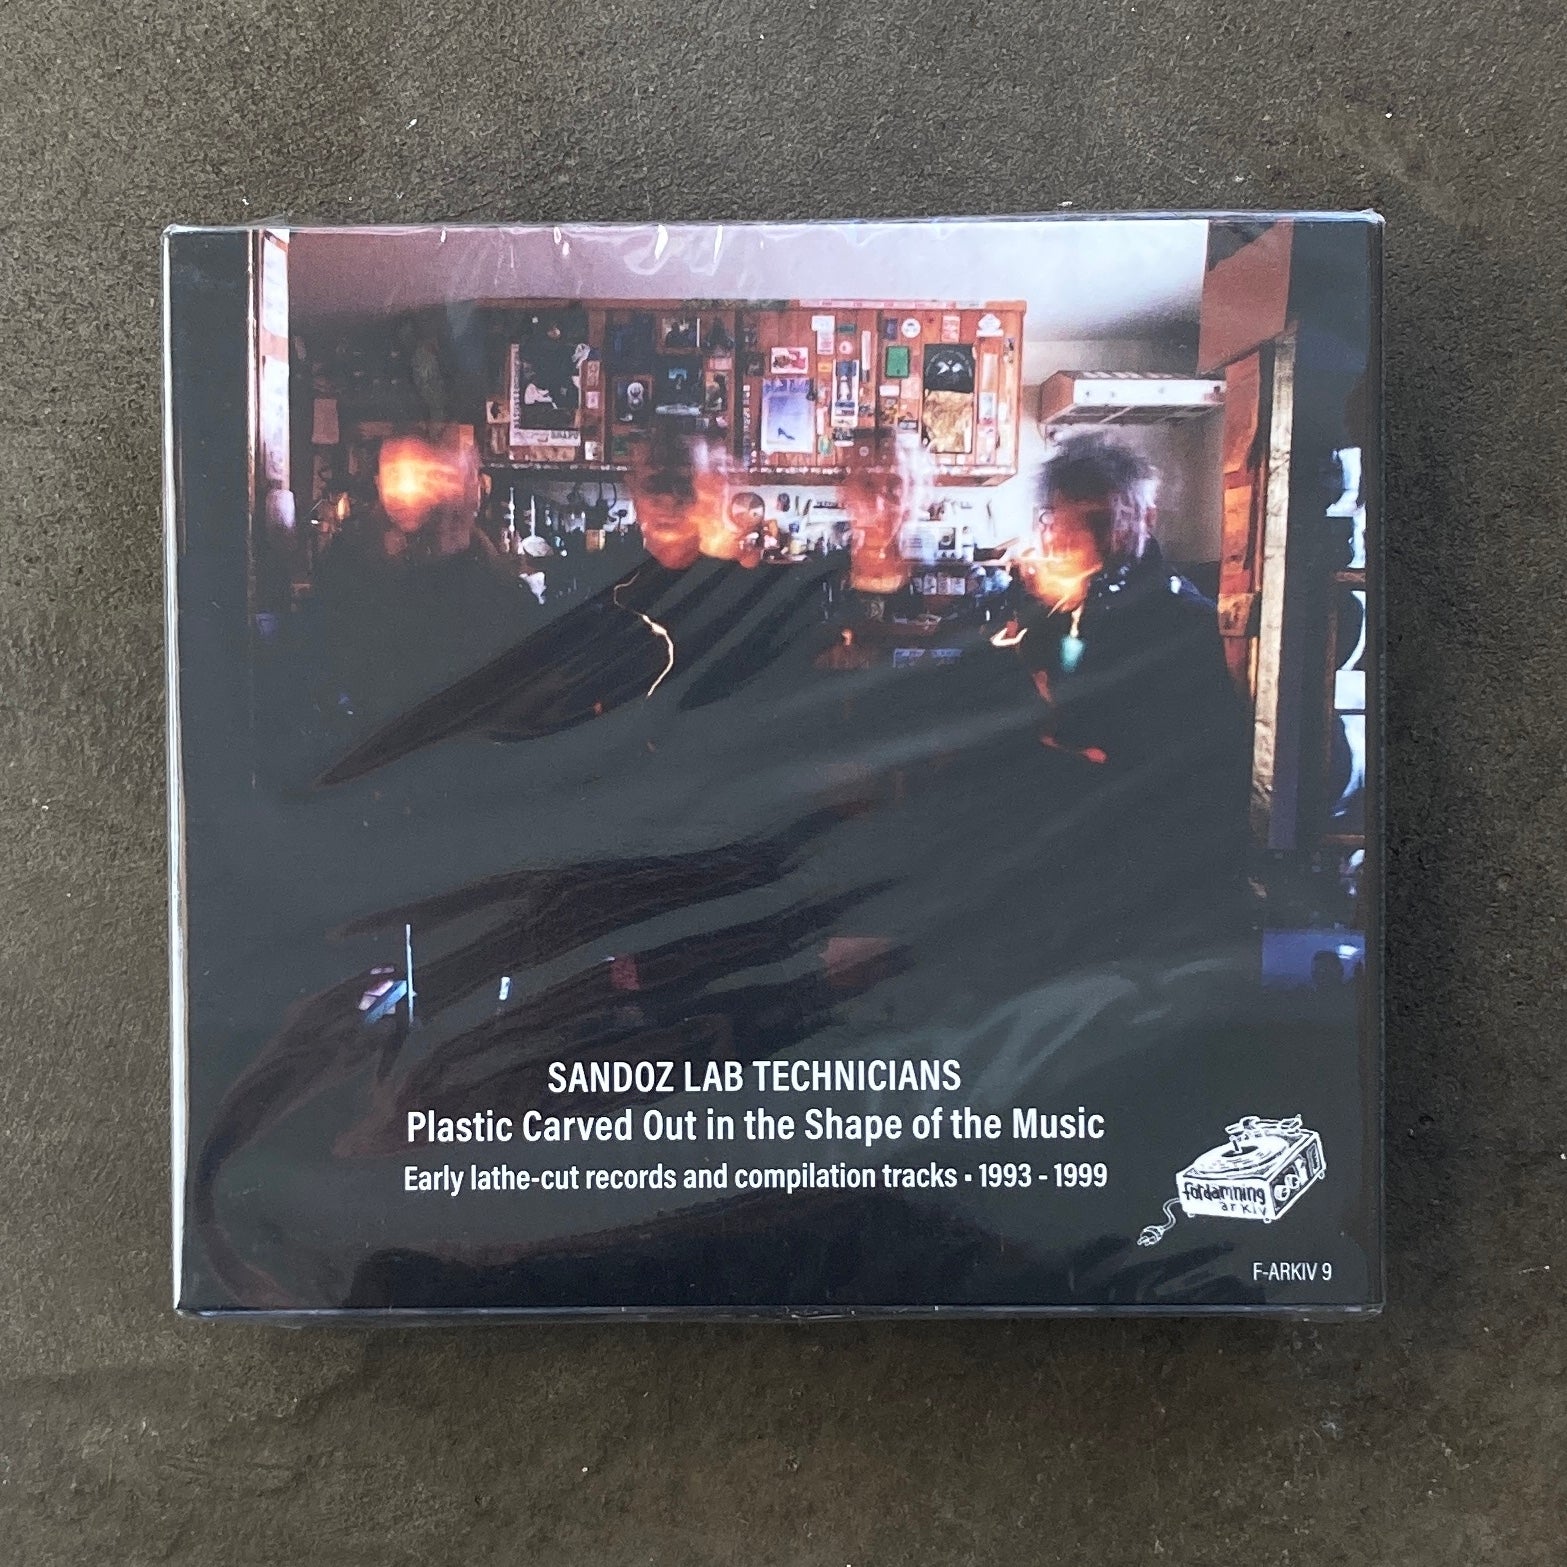 SANDOZ LAB TECHNICIANS
Plastic Carved Out in the Shape of the Music
Early lathe-cut records and compilation tracks · 1993 - 1999
fördämning
arkiv
F-ARKIV 9